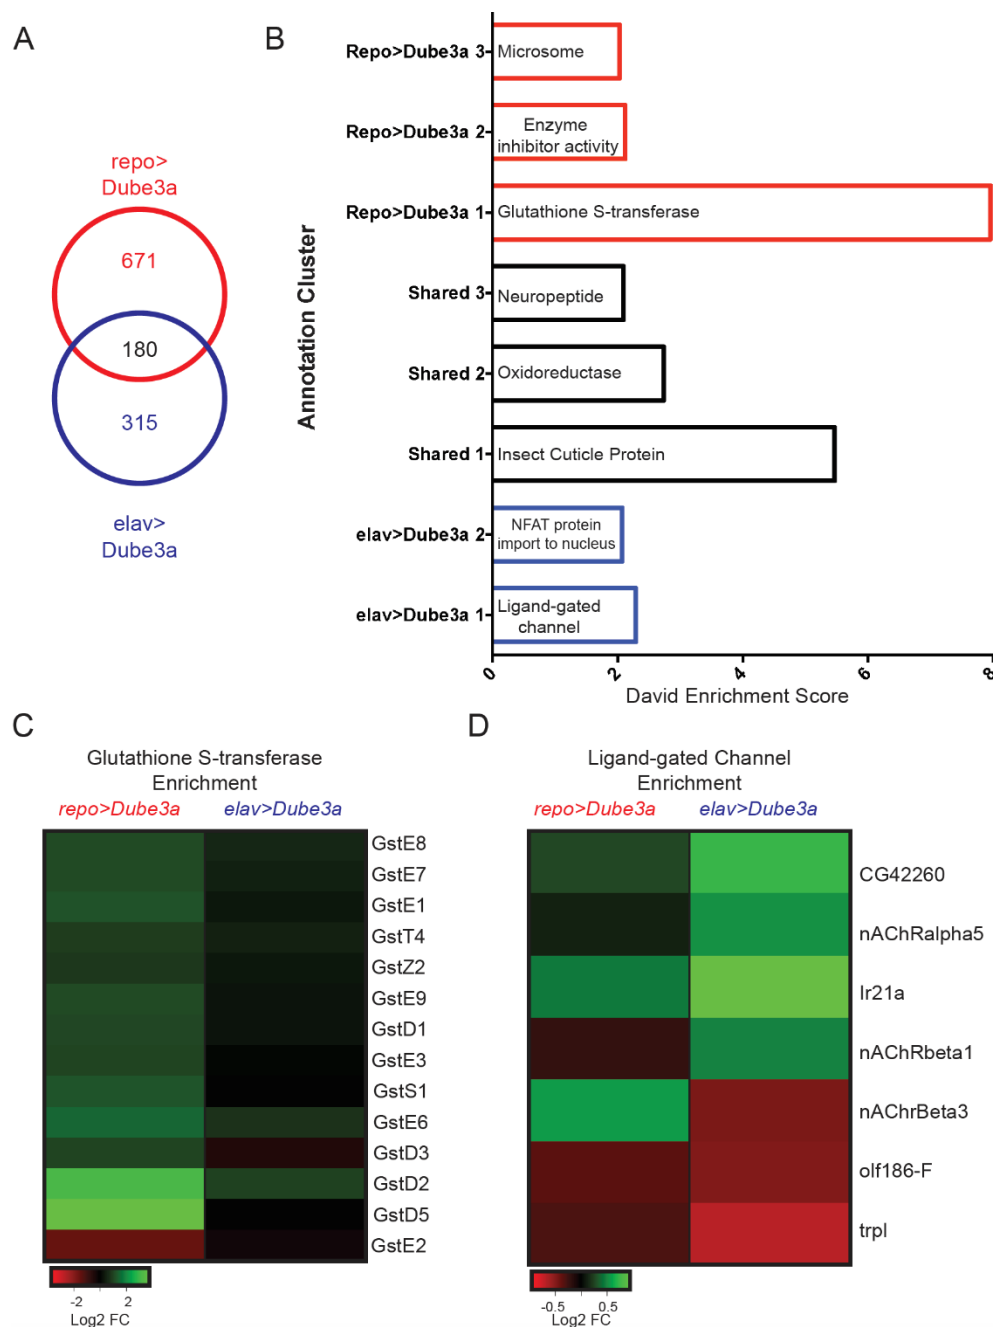 A
repo>
Dube3a
671
180
315
elav>
Dube3a
B
Annotation Cluster
Repo>Dube3a 3
Microsome
Repo>Dube3a 2
Enzyme
inhibitor activity
Repo>Dube3a 1
Glutathione S-transferase
Shared 3
Neuropeptide
Shared 2
Oxidoreductase
Shared 1
Insect Cuticle Protein
elav>Dube3a 2
NFAT protein
import to nucleus
elav>Dube3a 1
Ligand-gated
channel
0 2 4 6 8
David Enrichment Score
C
Glutathione S-transferase
Enrichment
repo>Dube3a elav>Dube3a
GstE8
GstE7
GstE1
GstT4
GstZ2
GstE9
GstD1
GstE3
GstS1
GstE6
GstD3
GstD2
GstD5
GstE2
-2 2
Log2 FC
D
Ligand-gated Channel
Enrichment
repo>Dube3a elav>Dube3a
CG42260
nAChRalpha5
Ir21a
nAChRbeta1
nAChrBeta3
olf186-F
trpl
-0.5 0.5
Log2 FC